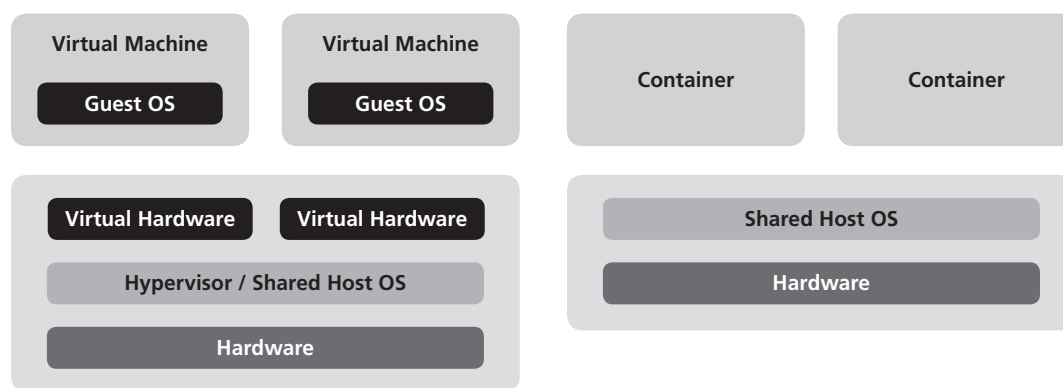 Virtual Machine
Guest OS
Virtual Machine
Guest OS
Virtual Hardware
Virtual Hardware
Hypervisor / Shared Host OS
Hardware
Container
Container
Shared Host OS
Hardware